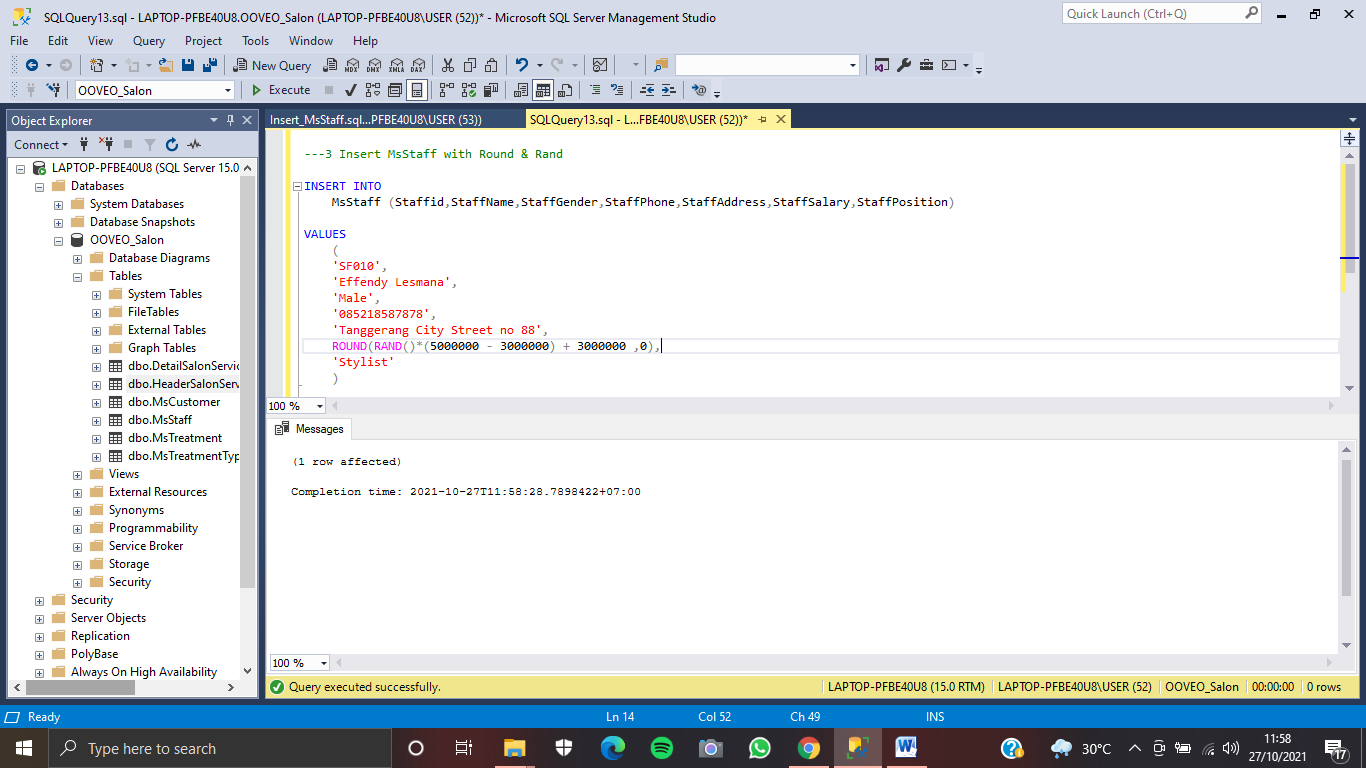 SQLQuery13.sql - LAPTOP-PFBE40U8.OOVEO_Salon (LAPTOP-PFBE40U8\USER (52))* - Microsoft SQL Server Management Studio
Quick Launch (Ctrl+Q)
File Edit View Query Project Tools Window Help
New Query
MDX DMX XMLA DAX
OOVEO_Salon
Execute
Object Explorer
Insert_MsStaff.sql...PFBE40U8\USER (53))
SQLQuery13.sql - L...FBE40U8\USER (52))*
Connect
LAPTOP-PFBE40U8 (SQL Server 15.0
Databases
System Databases
Database Snapshots
OOVEO_Salon
Database Diagrams
Tables
System Tables
FileTables
External Tables
Graph Tables
dbo.DetailSalonServic
dbo.HeaderSalonServ
dbo.MsCustomer
dbo.MsStaff
dbo.MsTreatment
dbo.MsTreatmentTyp
Views
External Resources
Synonyms
Programmability
Service Broker
Storage
Security
Security
Server Objects
Replication
PolyBase
Always On High Availability
---3 Insert MsStaff with Round & Rand
INSERT INTO
MsStaff (Staffid,StaffName,StaffGender,StaffPhone,StaffAddress,StaffSalary,StaffPosition)
VALUES
(
'SF010',
'Effendy Lesmana',
'Male',
'085218587878',
'Tanggerang City Street no 88',
ROUND(RAND()*(5000000 - 3000000) + 3000000 ,0),
'Stylist'
)
100 %
Messages
(1 row affected)
Completion time: 2021-10-27T11:58:28.7898422+07:00
100 %
Query executed successfully.
LAPTOP-PFBE40U8 (15.0 RTM) LAPTOP-PFBE40U8\USER (52) OOVEO_Salon 00:00:00 0 rows
Ready Ln 14 Col 52 Ch 49 INS
Type here to search
30°C
11:58
27/10/2021
17